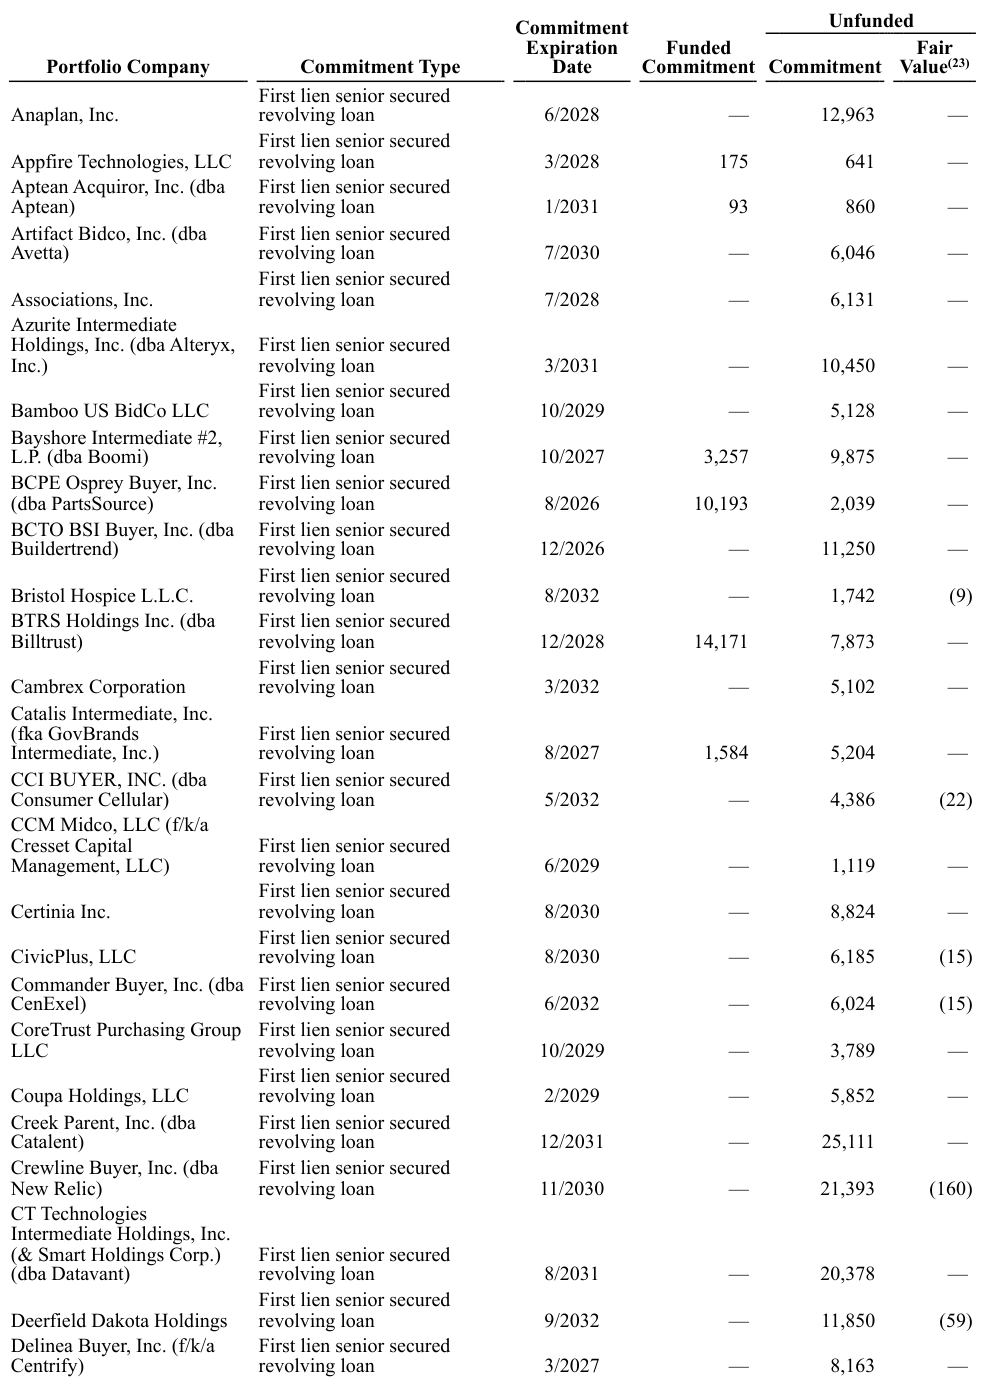 Unfunded
Portfolio Company Commitment Type Commitment Expiration Date Funded Commitment Commitment Fair Value(23)
Anaplan, Inc. First lien senior secured revolving loan 6/2028 — 12,963 —
Appfire Technologies, LLC First lien senior secured revolving loan 3/2028 175 641 —
Aptean Acquiror, Inc. (dba Aptean) First lien senior secured revolving loan 1/2031 93 860 —
Artifact Bidco, Inc. (dba Avetta) First lien senior secured revolving loan 7/2030 — 6,046 —
Associations, Inc. First lien senior secured revolving loan 7/2028 — 6,131 —
Azurite Intermediate Holdings, Inc. (dba Alteryx, Inc.) First lien senior secured revolving loan 3/2031 — 10,450 —
Bamboo US BidCo LLC First lien senior secured revolving loan 10/2029 — 5,128 —
Bayshore Intermediate #2, L.P. (dba Boomi) First lien senior secured revolving loan 10/2027 3,257 9,875 —
BCPE Osprey Buyer, Inc. (dba PartsSource) First lien senior secured revolving loan 8/2026 10,193 2,039 —
BCTO BSI Buyer, Inc. (dba Buildertrend) First lien senior secured revolving loan 12/2026 — 11,250 —
Bristol Hospice L.L.C. First lien senior secured revolving loan 8/2032 — 1,742 (9)
BTRS Holdings Inc. (dba Billtrust) First lien senior secured revolving loan 12/2028 14,171 7,873 —
Cambrex Corporation First lien senior secured revolving loan 3/2032 — 5,102 —
Catalis Intermediate, Inc. (fka GovBrands Intermediate, Inc.) First lien senior secured revolving loan 8/2027 1,584 5,204 —
CCI BUYER, INC. (dba Consumer Cellular) First lien senior secured revolving loan 5/2032 — 4,386 (22)
CCM Midco, LLC (f/k/a Cresset Capital Management, LLC) First lien senior secured revolving loan 6/2029 — 1,119 —
Certinia Inc. First lien senior secured revolving loan 8/2030 — 8,824 —
CivicPlus, LLC First lien senior secured revolving loan 8/2030 — 6,185 (15)
Commander Buyer, Inc. (dba CenExel) First lien senior secured revolving loan 6/2032 — 6,024 (15)
CoreTrust Purchasing Group LLC First lien senior secured revolving loan 10/2029 — 3,789 —
Coupa Holdings, LLC First lien senior secured revolving loan 2/2029 — 5,852 —
Creek Parent, Inc. (dba Catalent) First lien senior secured revolving loan 12/2031 — 25,111 —
Crewline Buyer, Inc. (dba New Relic) First lien senior secured revolving loan 11/2030 — 21,393 (160)
CT Technologies Intermediate Holdings, Inc. (& Smart Holdings Corp.) (dba Datavant) First lien senior secured revolving loan 8/2031 — 20,378 —
Deerfield Dakota Holdings First lien senior secured revolving loan 9/2032 — 11,850 (59)
Delinea Buyer, Inc. (f/k/a Centrify) First lien senior secured revolving loan 3/2027 — 8,163 —